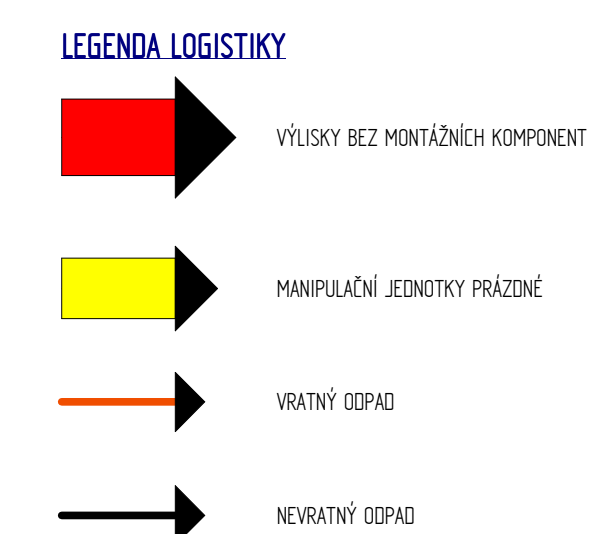 LEGENDA LOGISTIKY
VÝLISKY BEZ MONTÁŽNÍCH KOMPONENT
MANIPULAČNÍ JEDNOTKY PRÁZDNÉ
VRATNÝ ODPAD
NEVRATNÝ ODPAD